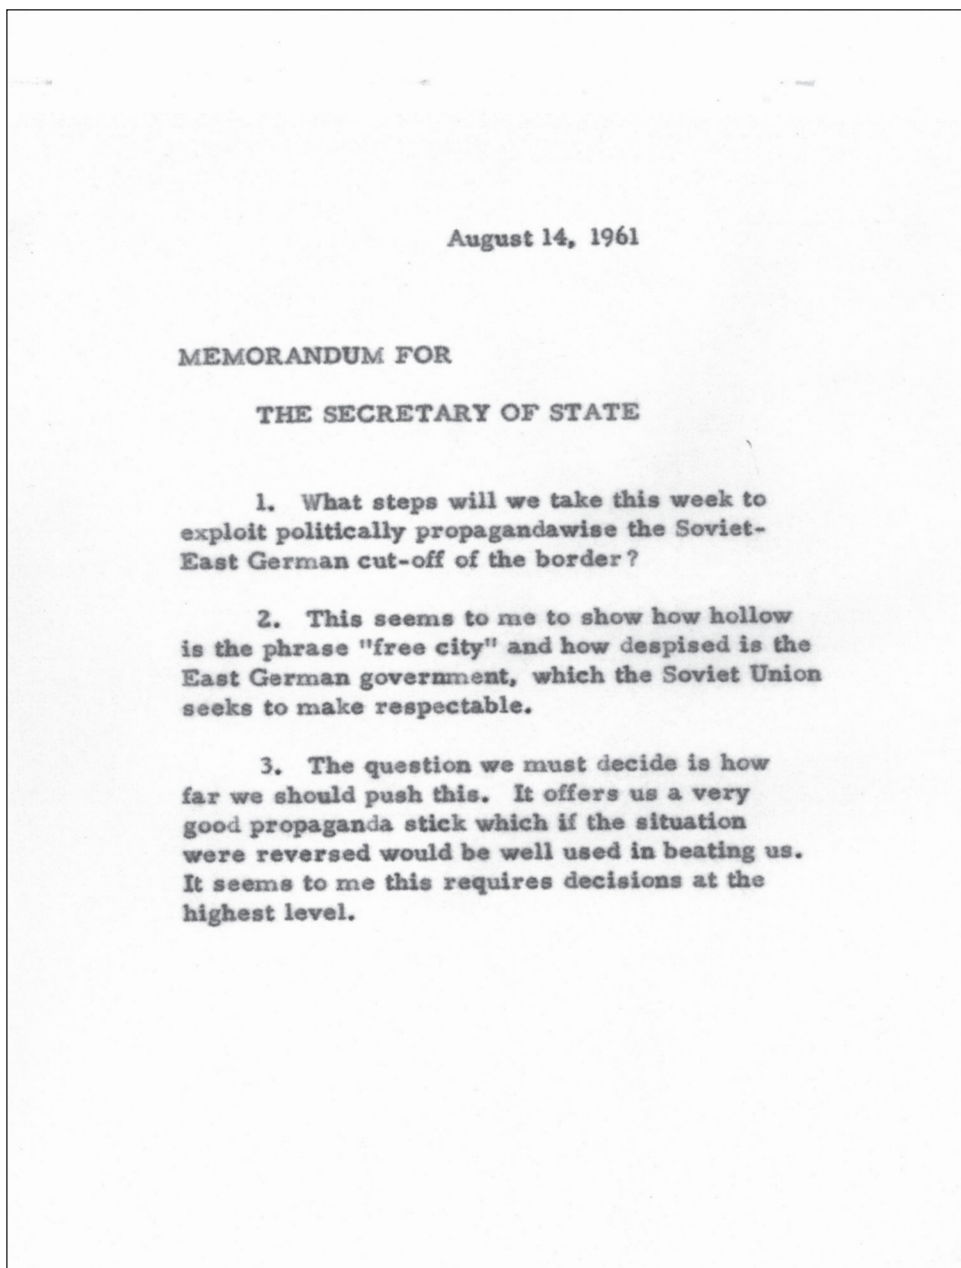 August 14, 1961
MEMORANDUM FOR
THE SECRETARY OF STATE
1. What steps will we take this week to
exploit politically propagandawise the Soviet-
East German cut-off of the border?
2. This seems to me to show how hollow
is the phrase "free city" and how despised is the
East German government, which the Soviet Union
seeks to make respectable.
3. The question we must decide is how
far we should push this. It offers us a very
good propaganda stick which if the situation
were reversed would be well used in beating us.
It seems to me this requires decisions at the
highest level.